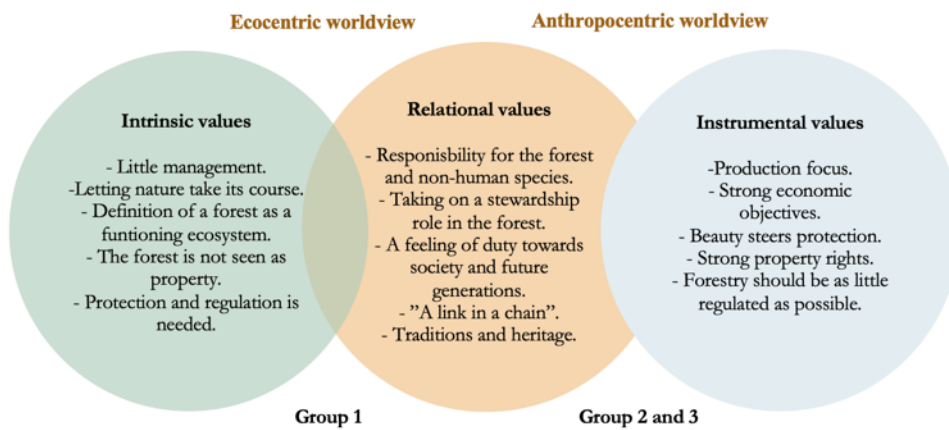 Ecocentric worldview
Anthropocentric worldview
Intrinsic values
- Little management.
-Letting nature take its course.
- Definition of a forest as a
funtioning ecosystem.
- The forest is not seen as
property.
- Protection and regulation is
needed.
Relational values
- Responisbility for the forest
and non-human species.
- Taking on a stewardship
role in the forest.
- A feeling of duty towards
society and future
generations.
- ”A link in a chain”.
- Traditions and heritage.
Instrumental values
-Production focus.
- Strong economic
objectives.
- Beauty steers protection.
- Strong property rights.
- Forestry should be as little
regulated as possible.
Group 1
Group 2 and 3